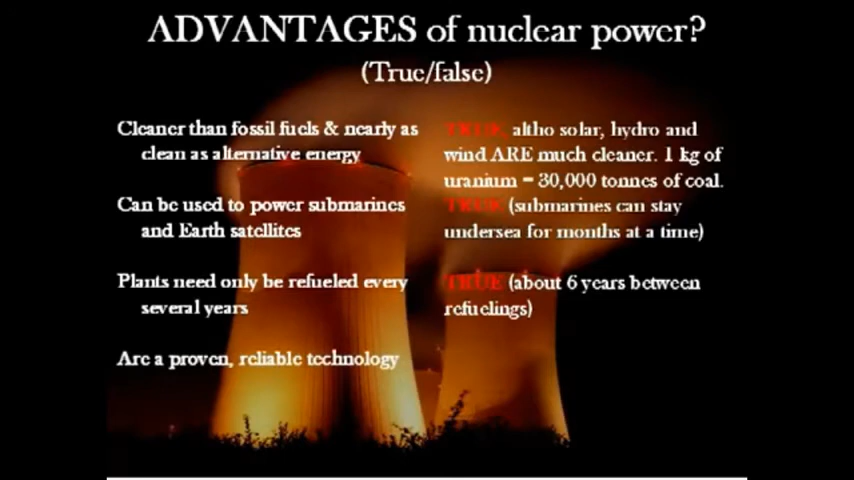 ADVANTAGES of nuclear power?
(True/false)
Cleaner than fossil fuels & nearly as
clean as alternative energy
TRUE altho solar, hydro and
wind ARE much cleaner. 1 kg of
uranium = 30,000 tonnes of coal.
Can be used to power submarines
and Earth satellites
TRUE (submarines can stay
undersea for months at a time)
Plants need only be refueled every
several years
TRUE (about 6 years between
refuelings)
Are a proven, reliable technology